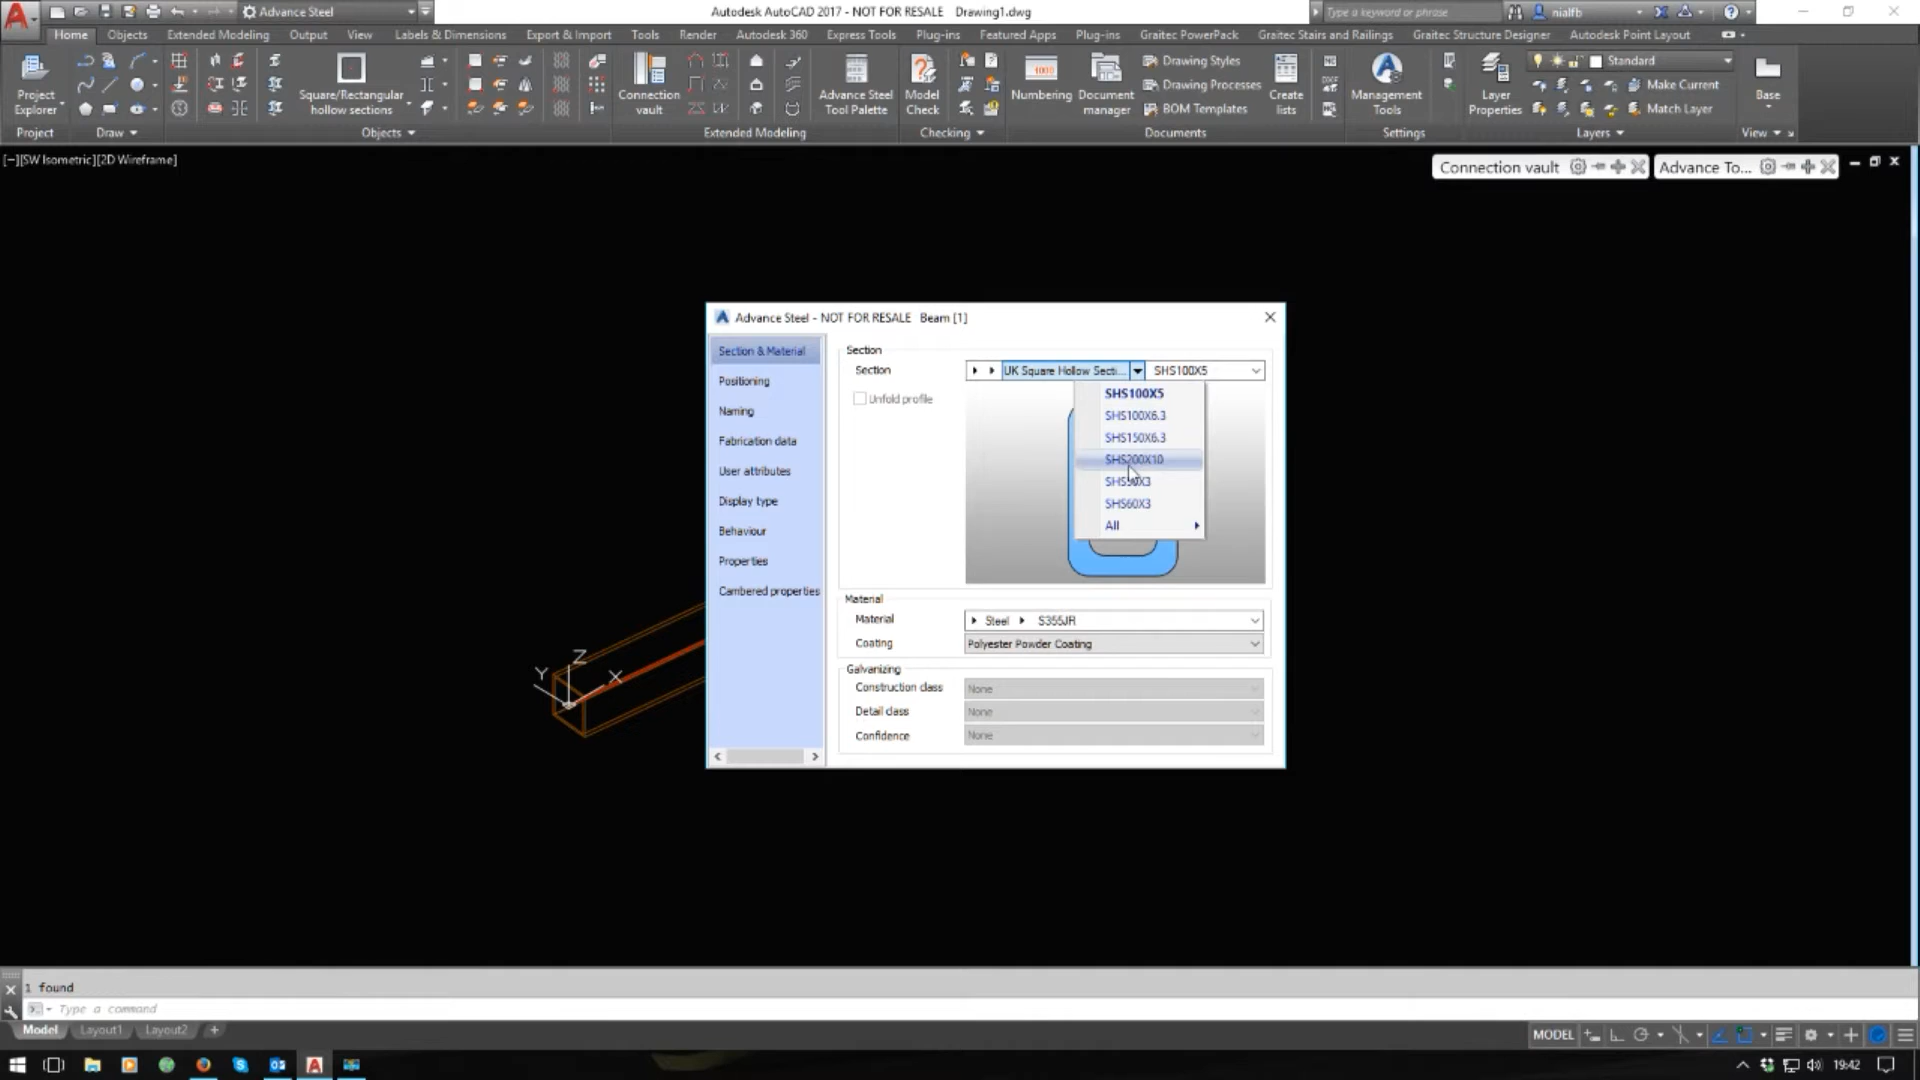 Advance Steel
Autodesk AutoCAD 2017 - NOT FOR RESALE Drawing1.dwg
Type a keyword or phrase
nialfb
Home Objects Extended Modeling Output View Labels & Dimensions Export & Import Tools Render Autodesk 360 Express Tools Plug-ins Featured Apps Plug-ins Graitec PowerPack Graitec Stairs and Railings Graitec Structure Designer Autodesk Point Layout
Project Explorer
Square/Rectangular hollow sections
Connection vault
Advance Steel Tool Palette
Model Check
1000
Numbering
Document manager
Drawing Styles
Drawing Processes
BOM Templates
Create lists
Management Tools
Layer Properties
Standard
Make Current
Match Layer
Base
Project Draw Objects Extended Modeling Checking Documents Settings Layers View
[−][SW Isometric][2D Wireframe]
Connection vault
Advance To...
Advance Steel - NOT FOR RESALE Beam [1]
Section & Material
Positioning
Naming
Fabrication data
User attributes
Display type
Behaviour
Properties
Cambered properties
Section
Section
UK Square Hollow Secti...
SHS100X5
Unfold profile
SHS100X5
SHS100X6.3
SHS150X6.3
SHS200X10
SHS50X3
SHS60X3
All
Material
Material
Steel
S355JR
Coating
Polyester Powder Coating
Galvanizing
Construction class
None
Detail class
None
Confidence
None
Z
Y
X
1 found
Type a command
Model Layout1 Layout2 +
MODEL
19:42